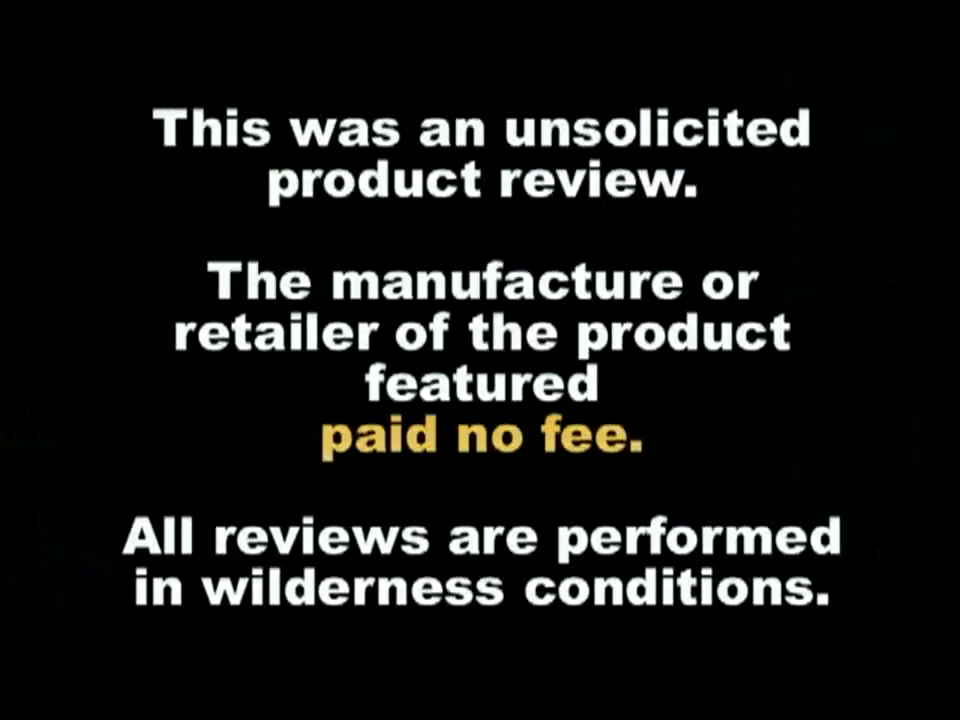 This was an unsolicited
product review.
The manufacture or
retailer of the product
featured
paid no fee.
All reviews are performed
in wilderness conditions.